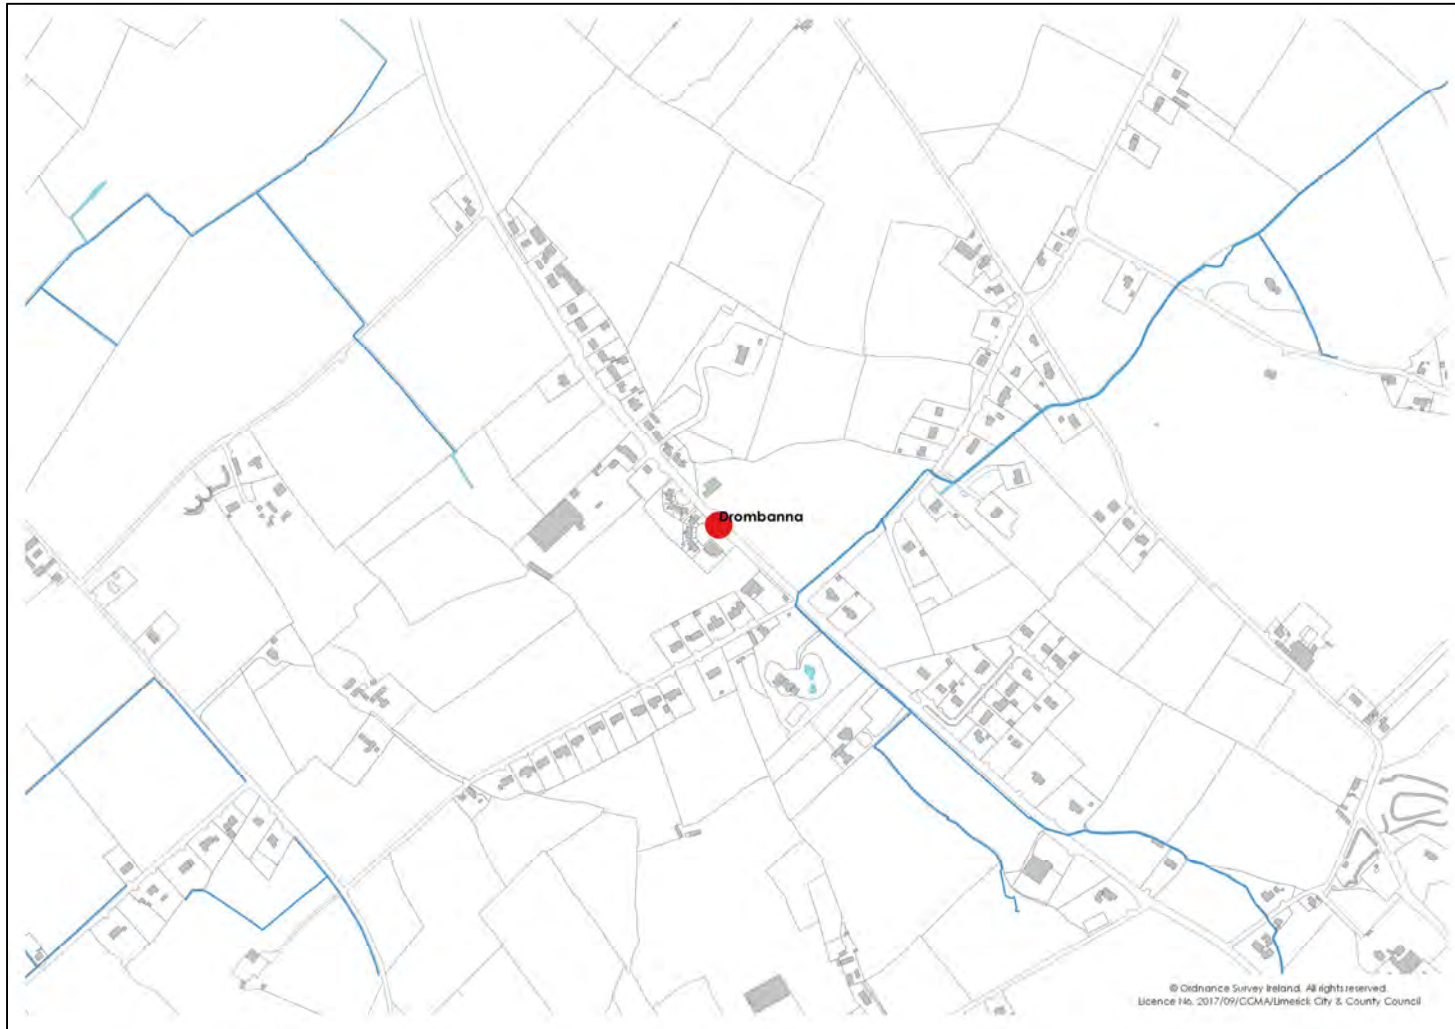 Drombanna
© Ordnance Survey Ireland. All rights reserved.
Licence No. 2017/09/CCMA/Limerick City & County Council